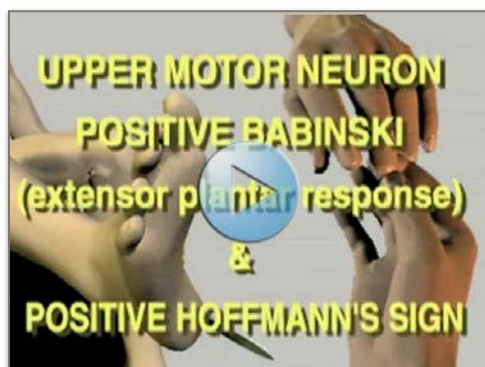 UPPER MOTOR NEURON
POSITIVE BABINSKI
(extensor plantar response)
&
POSITIVE HOFFMANN'S SIGN